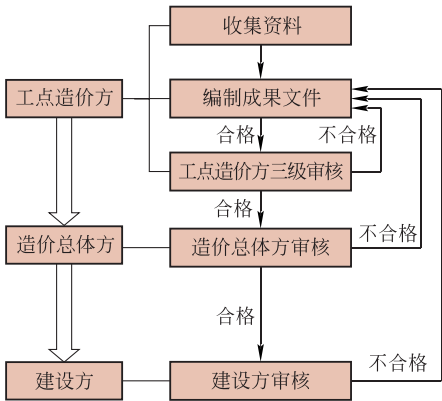 收集资料
工点造价方
编制成果文件
合格
不合格
工点造价方三级审核
合格
造价总体方
造价总体方审核
不合格
合格
不合格
建设方
建设方审核